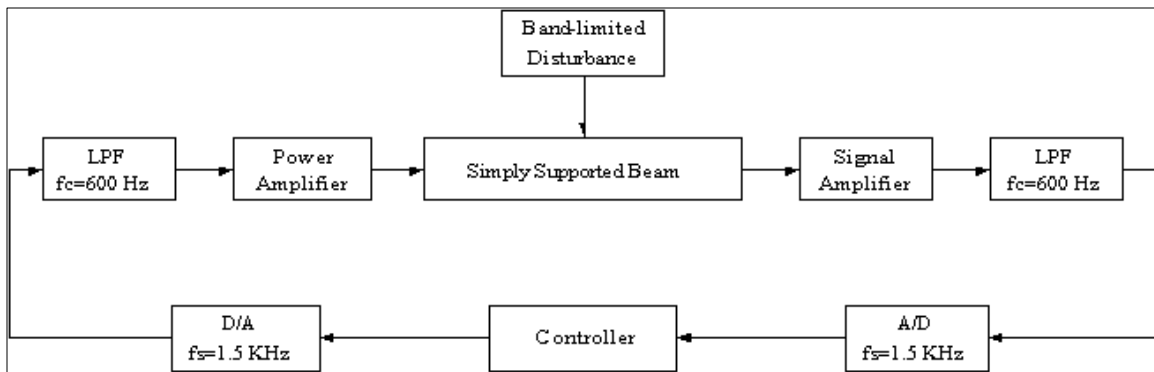 Band-limited
Disturbance
LPF
fc=600 Hz
Power
Amplifier
Simply Supported Beam
Signal
Amplifier
LPF
fc=600 Hz
D/A
fs=1.5 KHz
Controller
A/D
fs=1.5 KHz